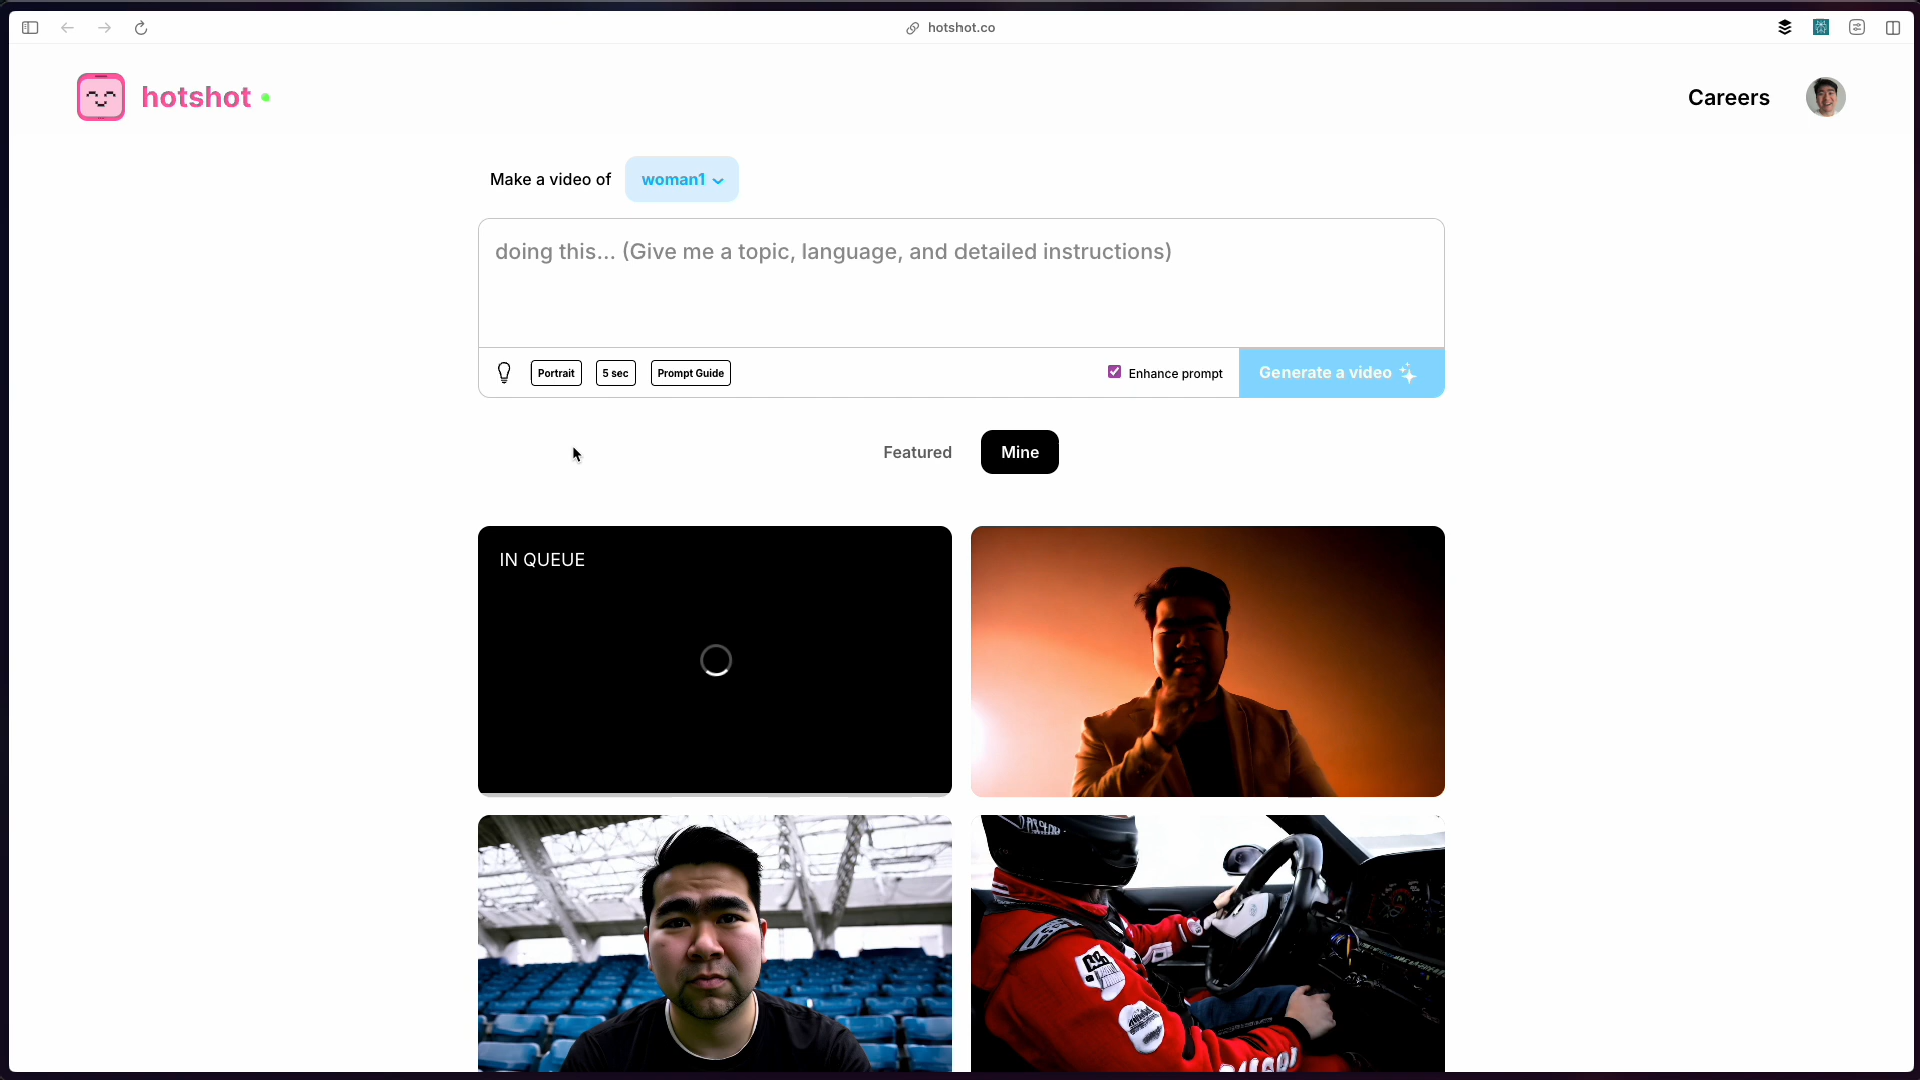 hotshot.co
hotshot
Careers
Make a video of woman1
doing this... (Give me a topic, language, and detailed instructions)
Portrait 5 sec Prompt Guide Enhance prompt Generate a video
Featured Mine
IN QUEUE